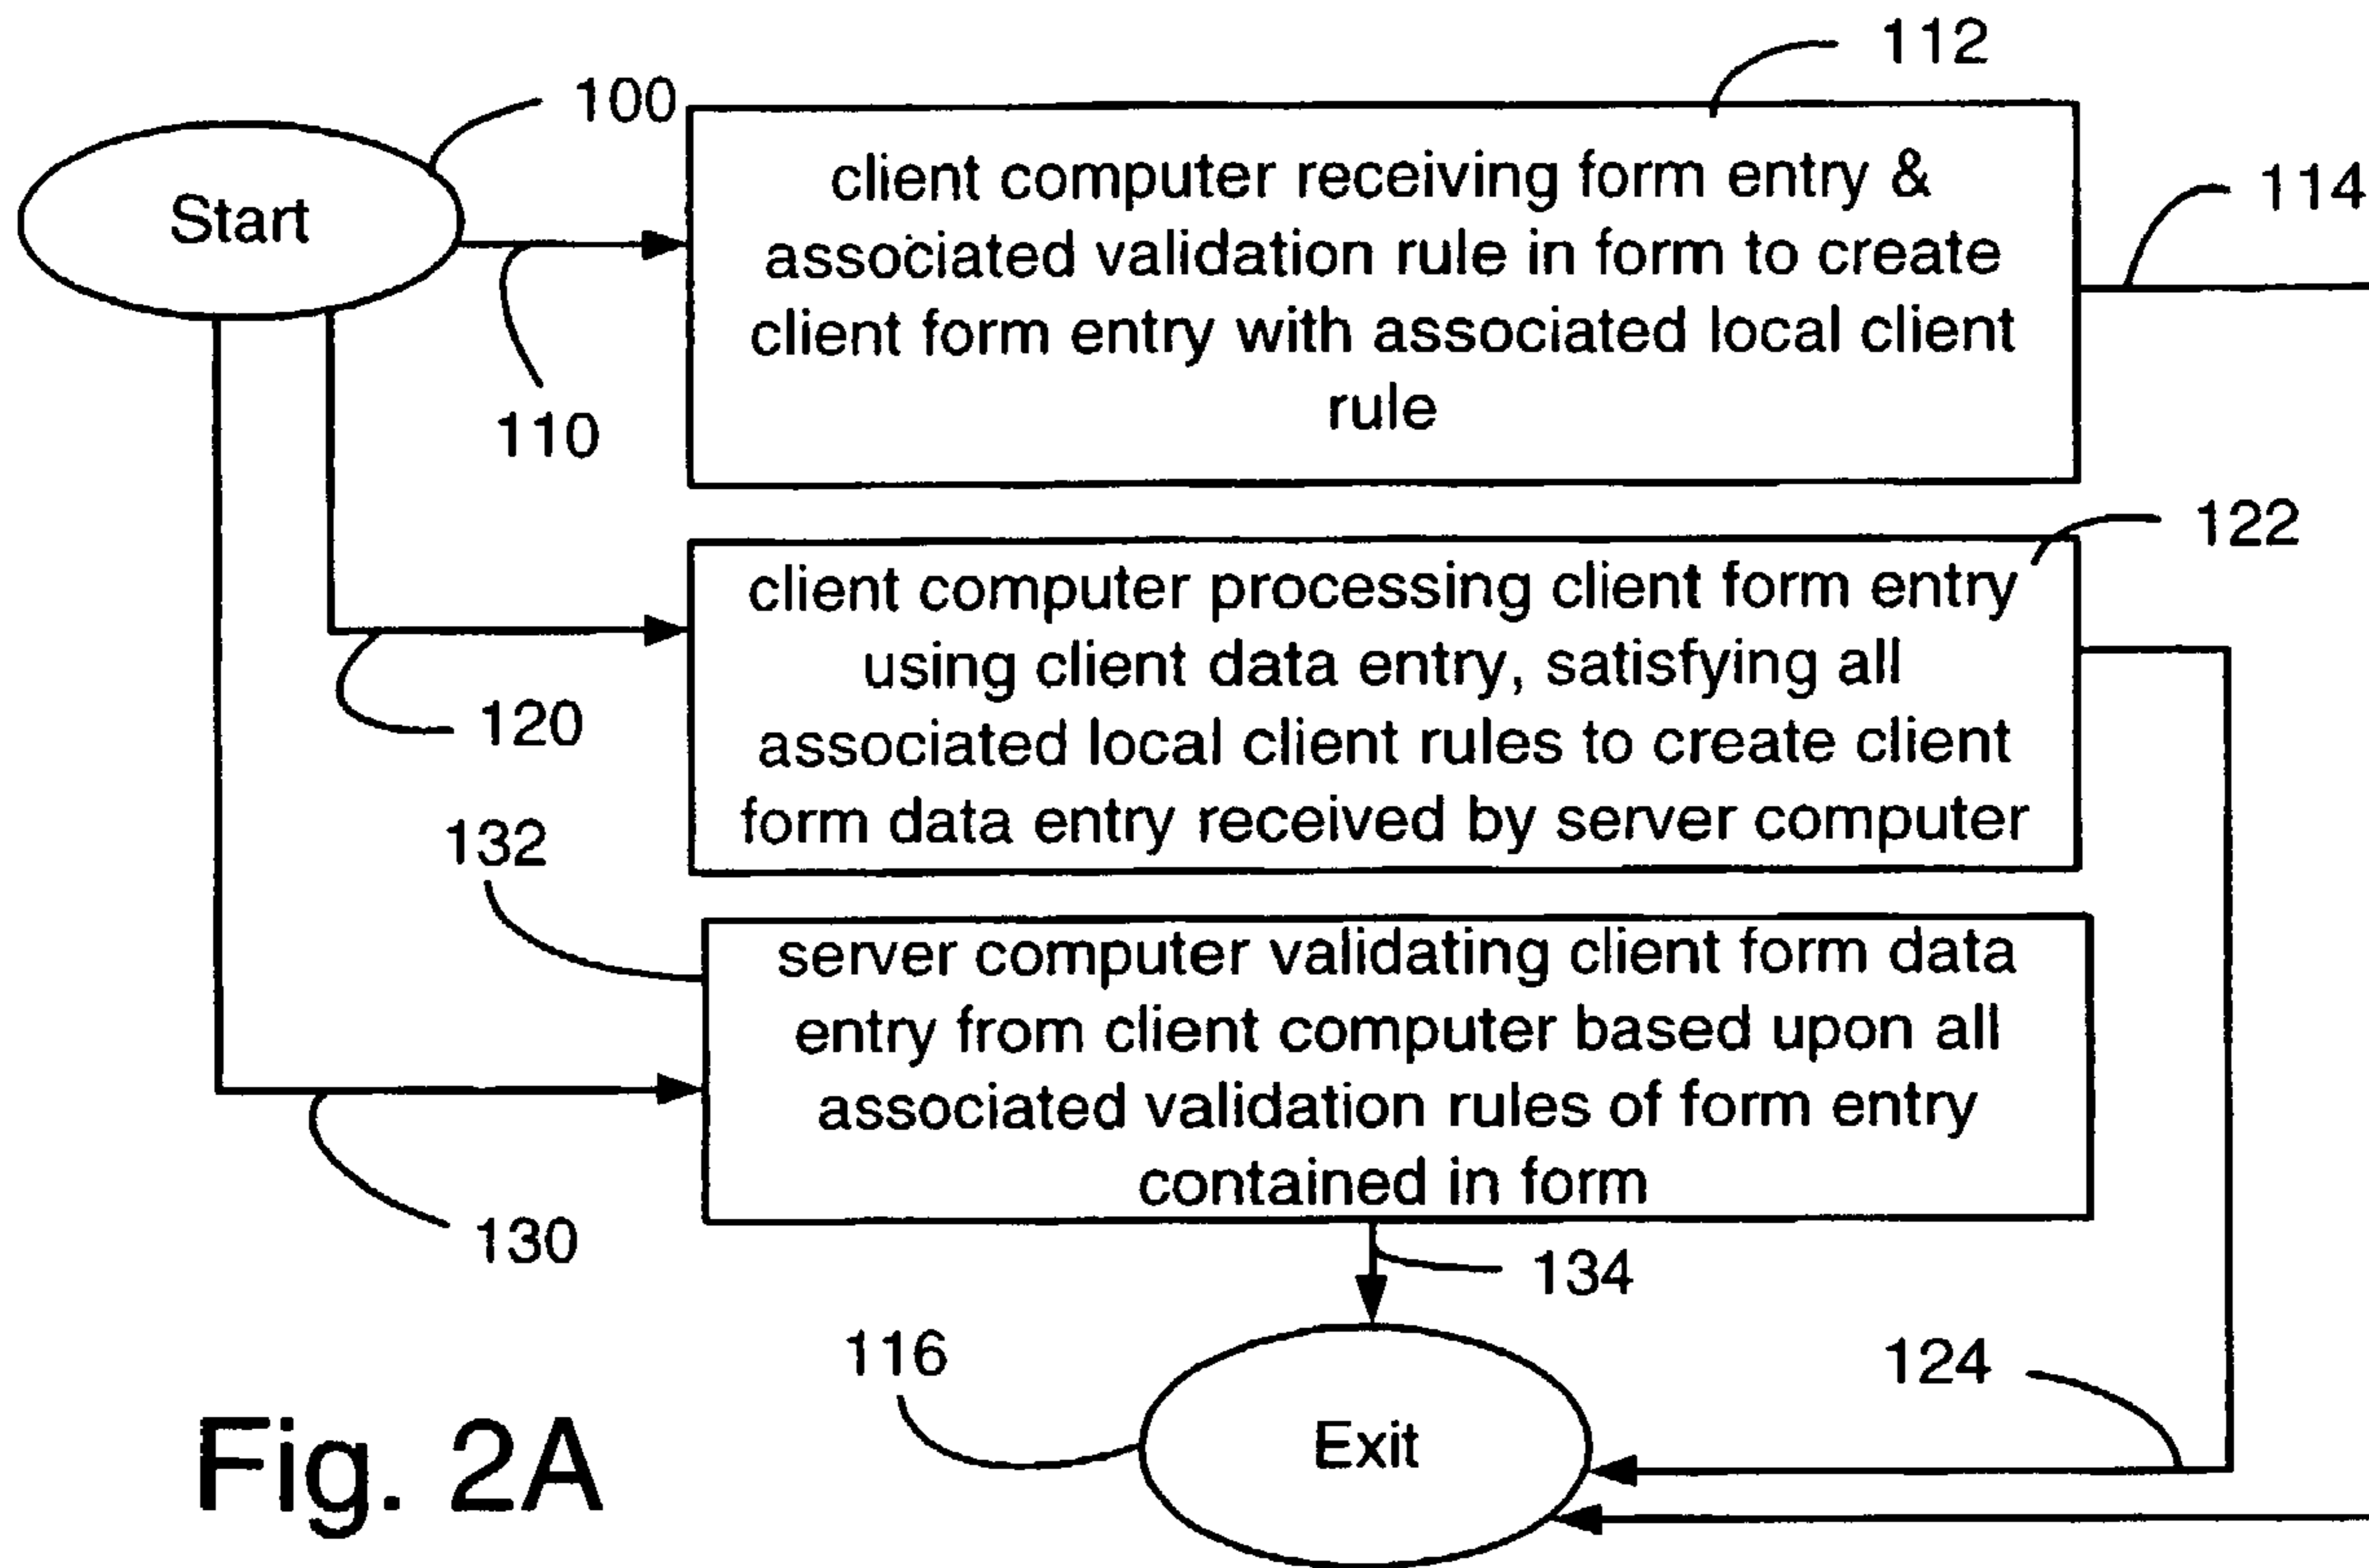 112
100
Start
client computer receiving form entry &
associated validation rule in form to create
client form entry with associated local client
rule
114
110
122
client computer processing client form entry
using client data entry, satisfying all
associated local client rules to create client
form data entry received by server computer
120
132
server computer validating client form data
entry from client computer based upon all
associated validation rules of form entry
contained in form
130
134
116
Exit
124
Fig. 2A